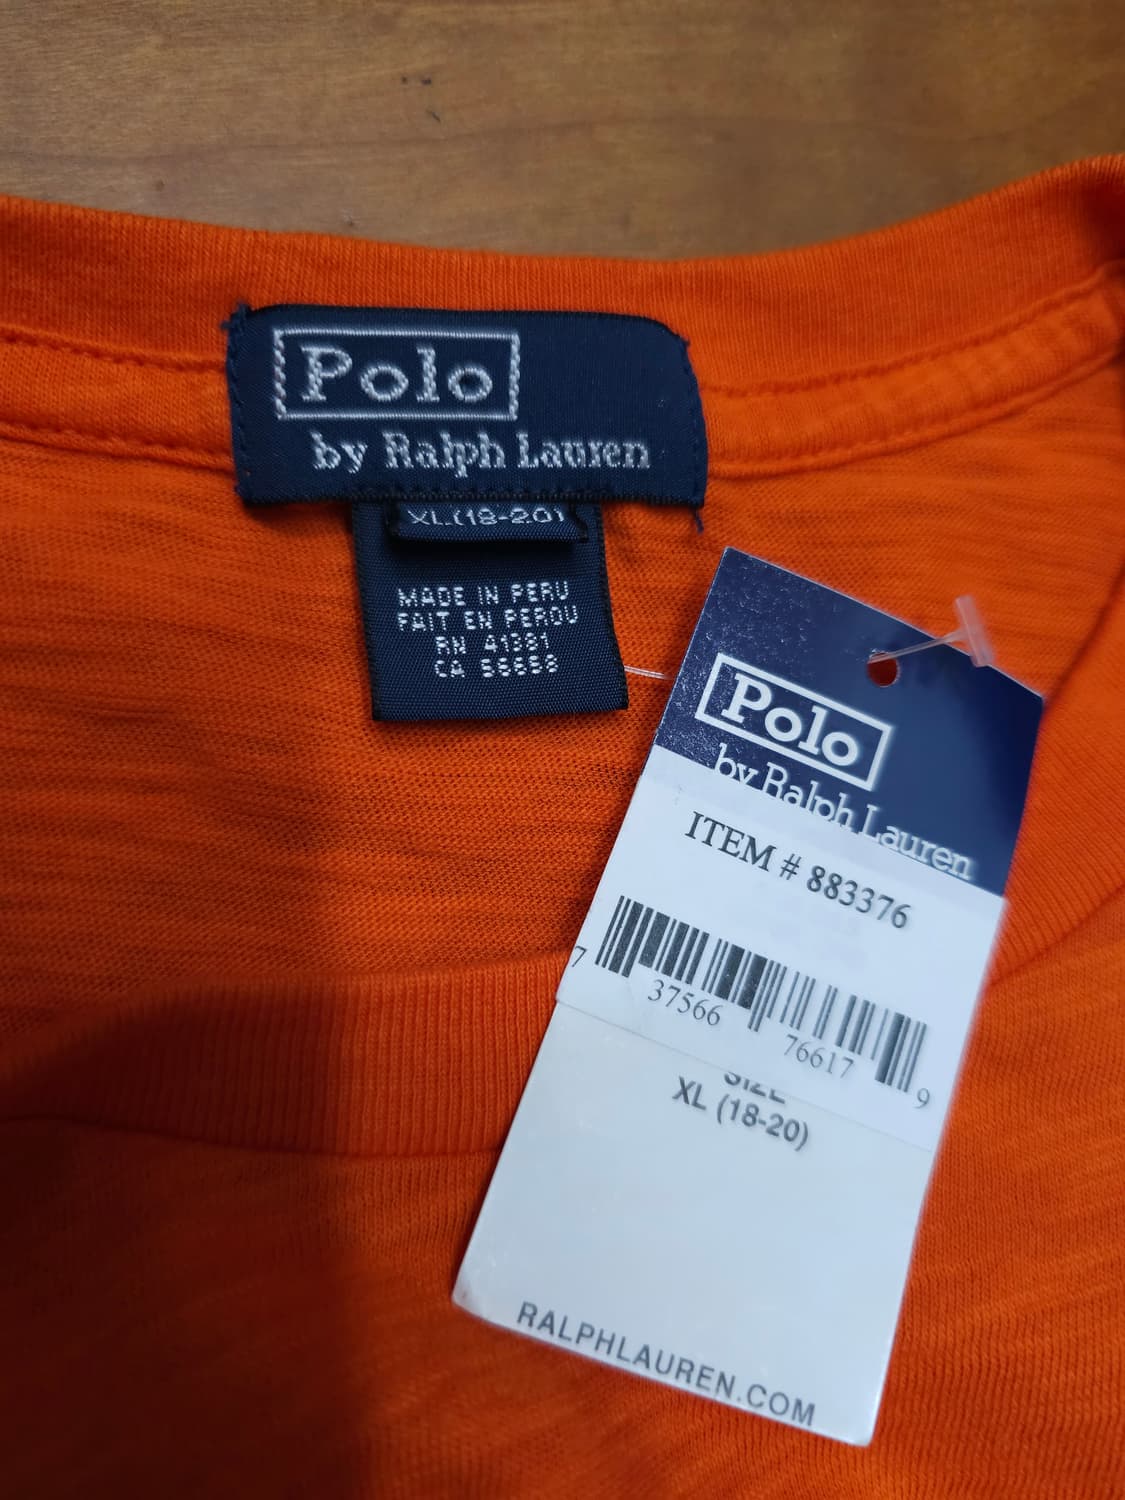 Polo
by Ralph Lauren
XL (18-20)
MADE IN PERU
FAIT EN PEROU
RN 41381
CA 56658
Polo
by Ralph Lauren
ITEM # 883376
7 37566 76617 9
SIZE
XL (18-20)
RALPHLAUREN.COM